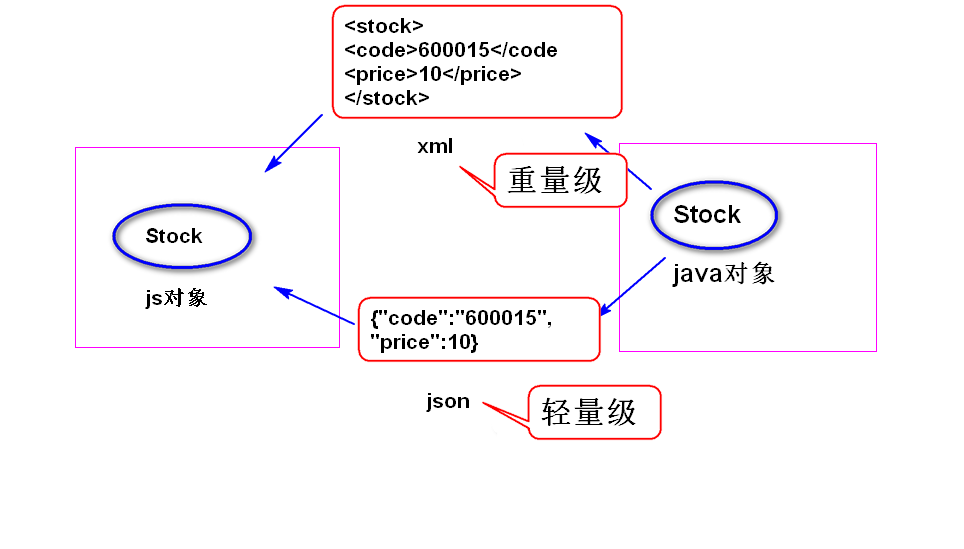 <stock>
<code>600015</code
<price>10</price>
</stock>
xml
重量级
Stock
js对象
Stock
java对象
{"code":"600015",
"price":10}
json
轻量级